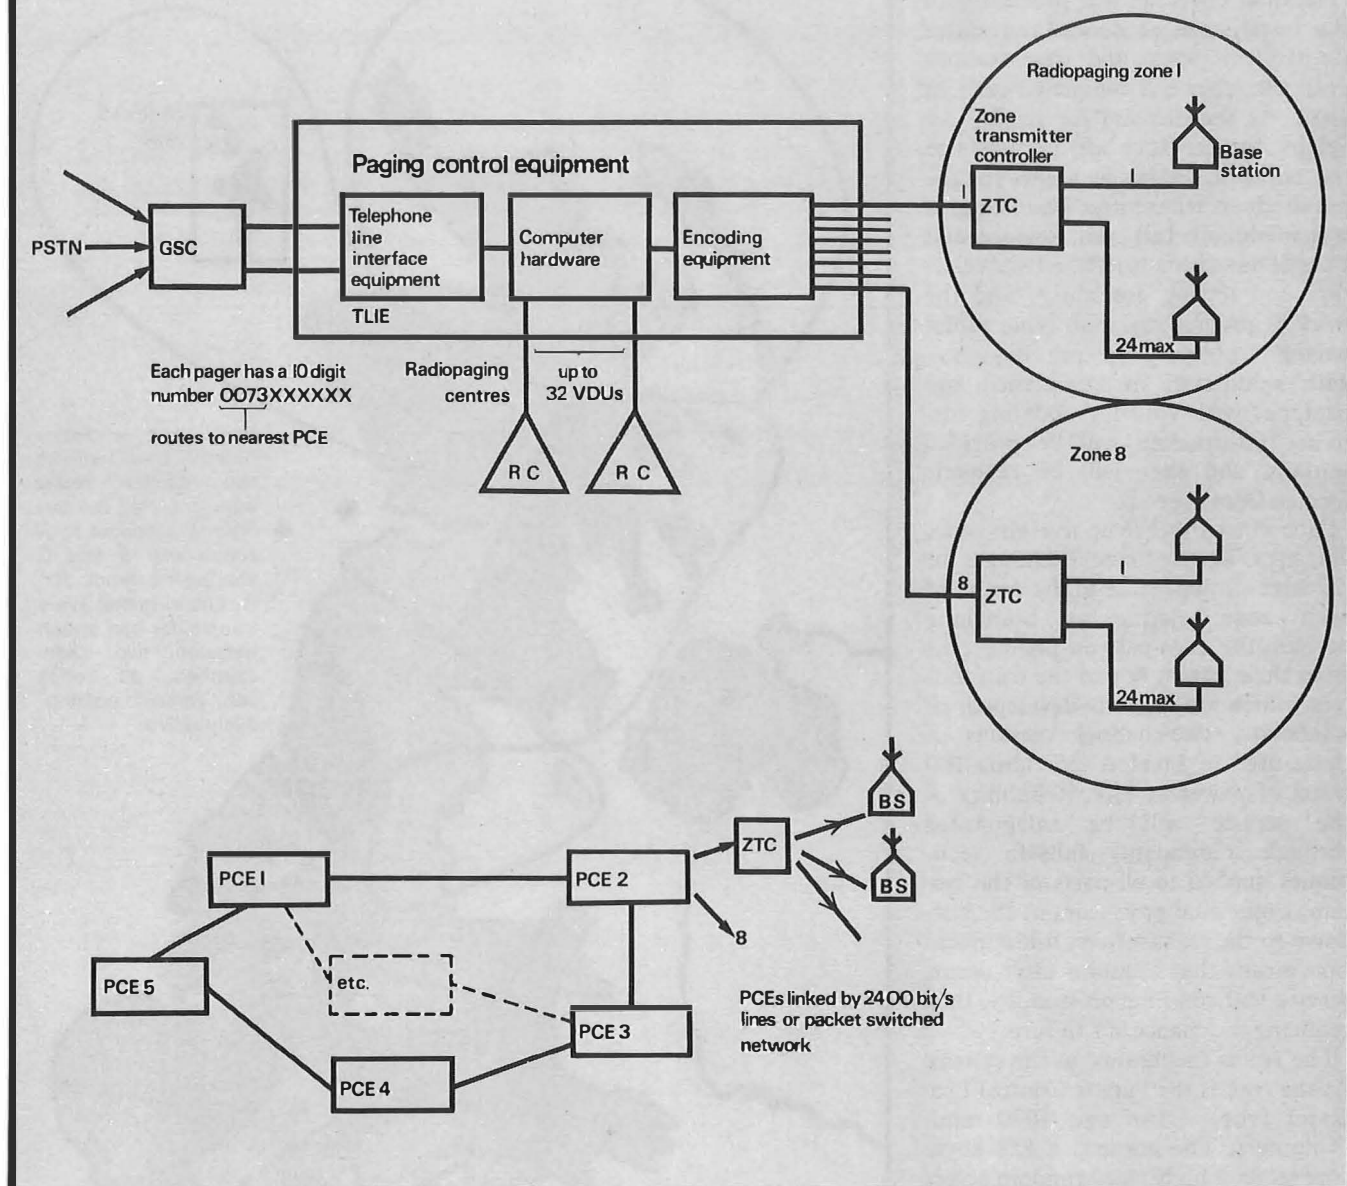 Radiopaging zone 1
Zone
transmitter
controller
Base
station
1
ZTC
1
24 max
Paging control equipment
PSTN
GSC
Telephone
line
interface
equipment
TLIE
Computer
hardware
Encoding
equipment
Each pager has a 10 digit
number 0073XXXXXX
routes to nearest PCE
Radiopaging
centres
up to
32 VDUs
R C
R C
Zone 8
8
ZTC
1
24 max
PCE 1
PCE 2
ZTC
BS
BS
8
PCE 5
etc.
PCE 3
PCE 4
PCEs linked by 2400 bit/s
lines or packet switched
network